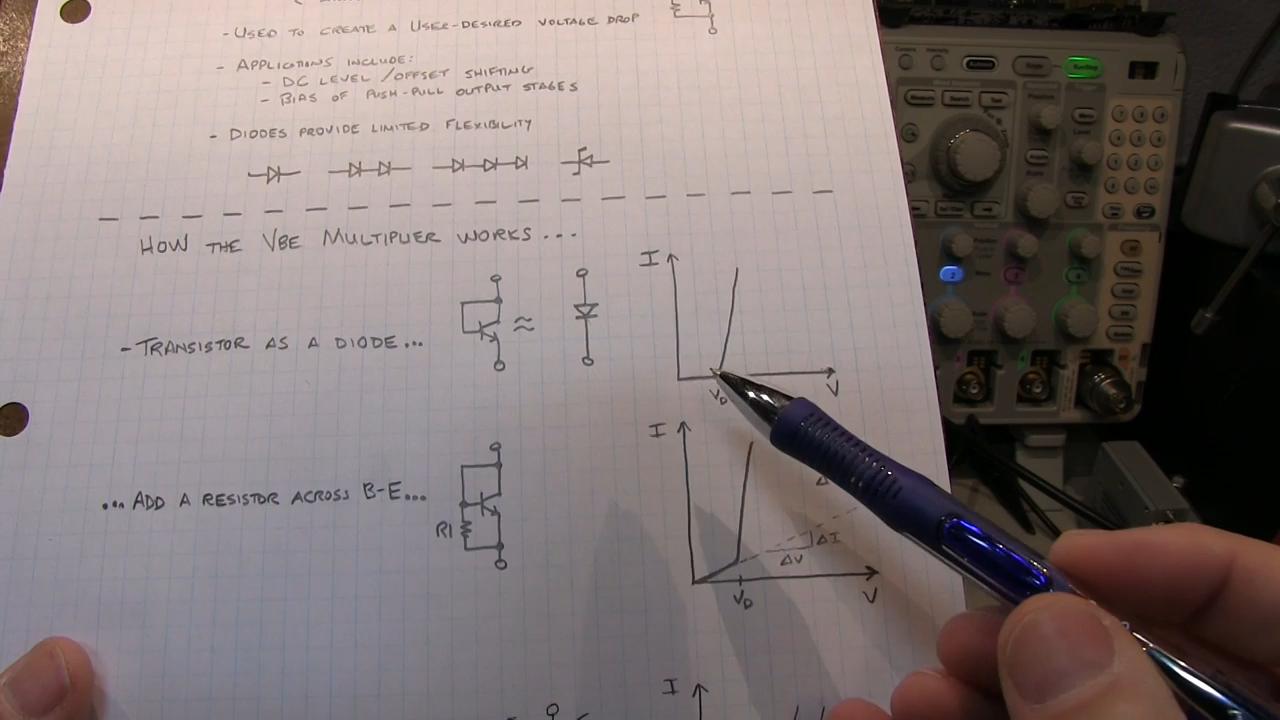 - USED TO CREATE A USER-DESIRED VOLTAGE DROP
- APPLICATIONS INCLUDE:
- DC LEVEL/OFFSET SHIFTING
- BIAS OF PUSH-PULL OUTPUT STAGES
- DIODES PROVIDE LIMITED FLEXIBILITY
HOW THE VBE MULTIPLIER WORKS...
I
- TRANSISTOR AS A DIODE...
≈
VD
V
I
... ADD A RESISTOR ACROSS B-E...
R1
Δ
ΔI
ΔV
VD
V
I